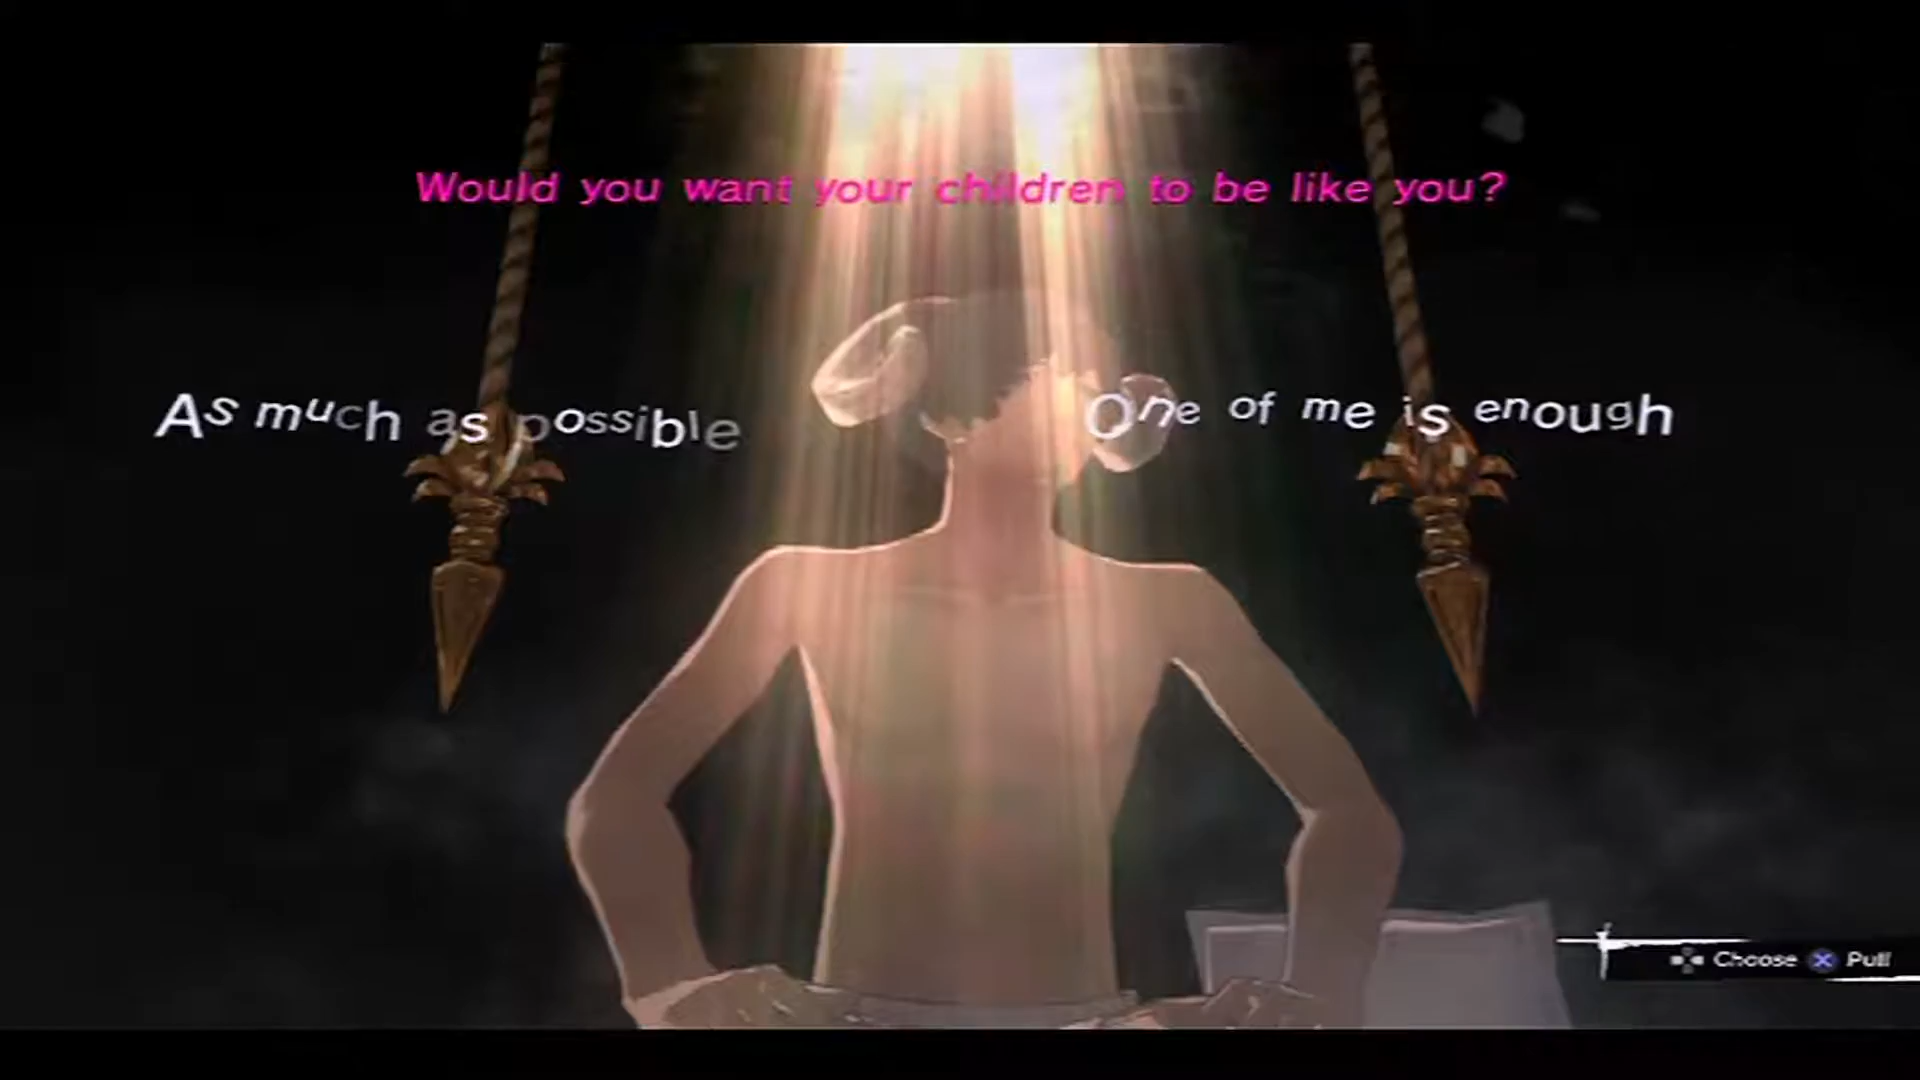 Would you want your children to be like you?
As much as possible
One of me is enough
Choose Pull